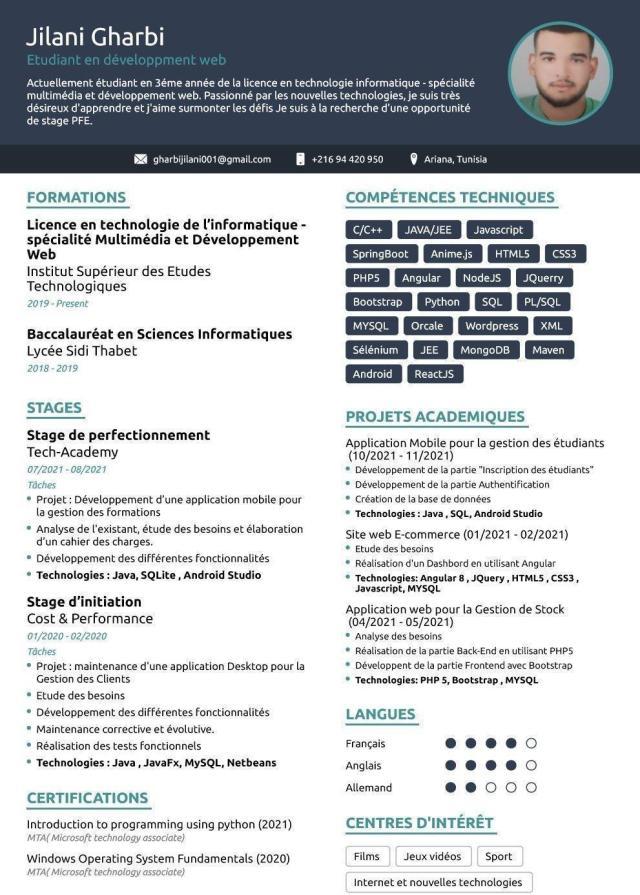 Jilani Gharbi
Etudiant en développment web
Actuellement étudiant en 3éme année de la licence en technologie informatique - spécialité
multimédia et développement web. Passionné par les nouvelles technologies, je suis très
désireux d'apprendre et j'aime surmonter les défis Je suis à la recherche d'une opportunité
de stage PFE.
gharbijilani001@gmail.com
+216 94 420 950
Ariana, Tunisia
FORMATIONS
Licence en technologie de l'informatique -
spécialité Multimédia et Développement
Web
Institut Supérieur des Etudes
Technologiques
2019 - Present
Baccalauréat en Sciences Informatiques
Lycée Sidi Thabet
2018 - 2019
STAGES
Stage de perfectionnement
Tech-Academy
07/2021 - 08/2021
Tâches
Projet : Développement d'une application mobile pour
la gestion des formations
Analyse de l'existant, étude des besoins et élaboration
d'un cahier des charges.
Développement des différentes fonctionnalités
Technologies : Java, SQLite , Android Studio
Stage d'initiation
Cost & Performance
01/2020 - 02/2020
Tâches
Projet : maintenance d'une application Desktop pour la
Gestion des Clients
Etude des besoins
Développement des différentes fonctionnalités
Maintenance corrective et évolutive.
Réalisation des tests fonctionnels
Technologies : Java , JavaFx, MySQL, Netbeans
CERTIFICATIONS
Introduction to programming using python (2021)
MTA( Microsoft technology associate)
Windows Operating System Fundamentals (2020)
MTA( Microsoft technology associate)
COMPÉTENCES TECHNIQUES
C/C++ JAVA/JEE Javascript
SpringBoot Anime.js HTML5 CSS3
PHP5 Angular NodeJS JQuerry
Bootstrap Python SQL PL/SQL
MYSQL Orcale Wordpress XML
Sélénium JEE MongoDB Maven
Android ReactJS
PROJETS ACADEMIQUES
Application Mobile pour la gestion des étudiants
(10/2021 - 11/2021)
Développement de la partie "Inscription des étudiants"
Développement de la partie Authentification
Création de la base de données
Technologies : Java , SQL, Android Studio
Site web E-commerce (01/2021 - 02/2021)
Etude des besoins
Réalisation d'un Dashbord en utilisant Angular
Technologies: Angular 8 , JQuery , HTML5 , CSS3 ,
Javascript, MYSQL
Application web pour la Gestion de Stock
(04/2021 - 05/2021)
Analyse des besoins
Réalisation de la partie Back-End en utilisant PHP5
Développent de la partie Frontend avec Bootstrap
Technologies: PHP 5, Bootstrap , MYSQL
LANGUES
Français
Anglais
Allemand
CENTRES D'INTÉRÊT
Films Jeux vidéos Sport
Internet et nouvelles technologies